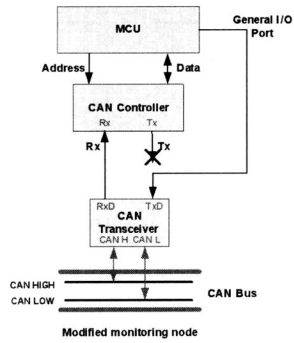 General I/O
Port
MCU
Address
Data
CAN Controller
Rx Tx
Rx Tx
RxD TxD
CAN
Transceiver
CAN H CAN L
CAN HIGH
CAN LOW
CAN Bus
Modified monitoring node